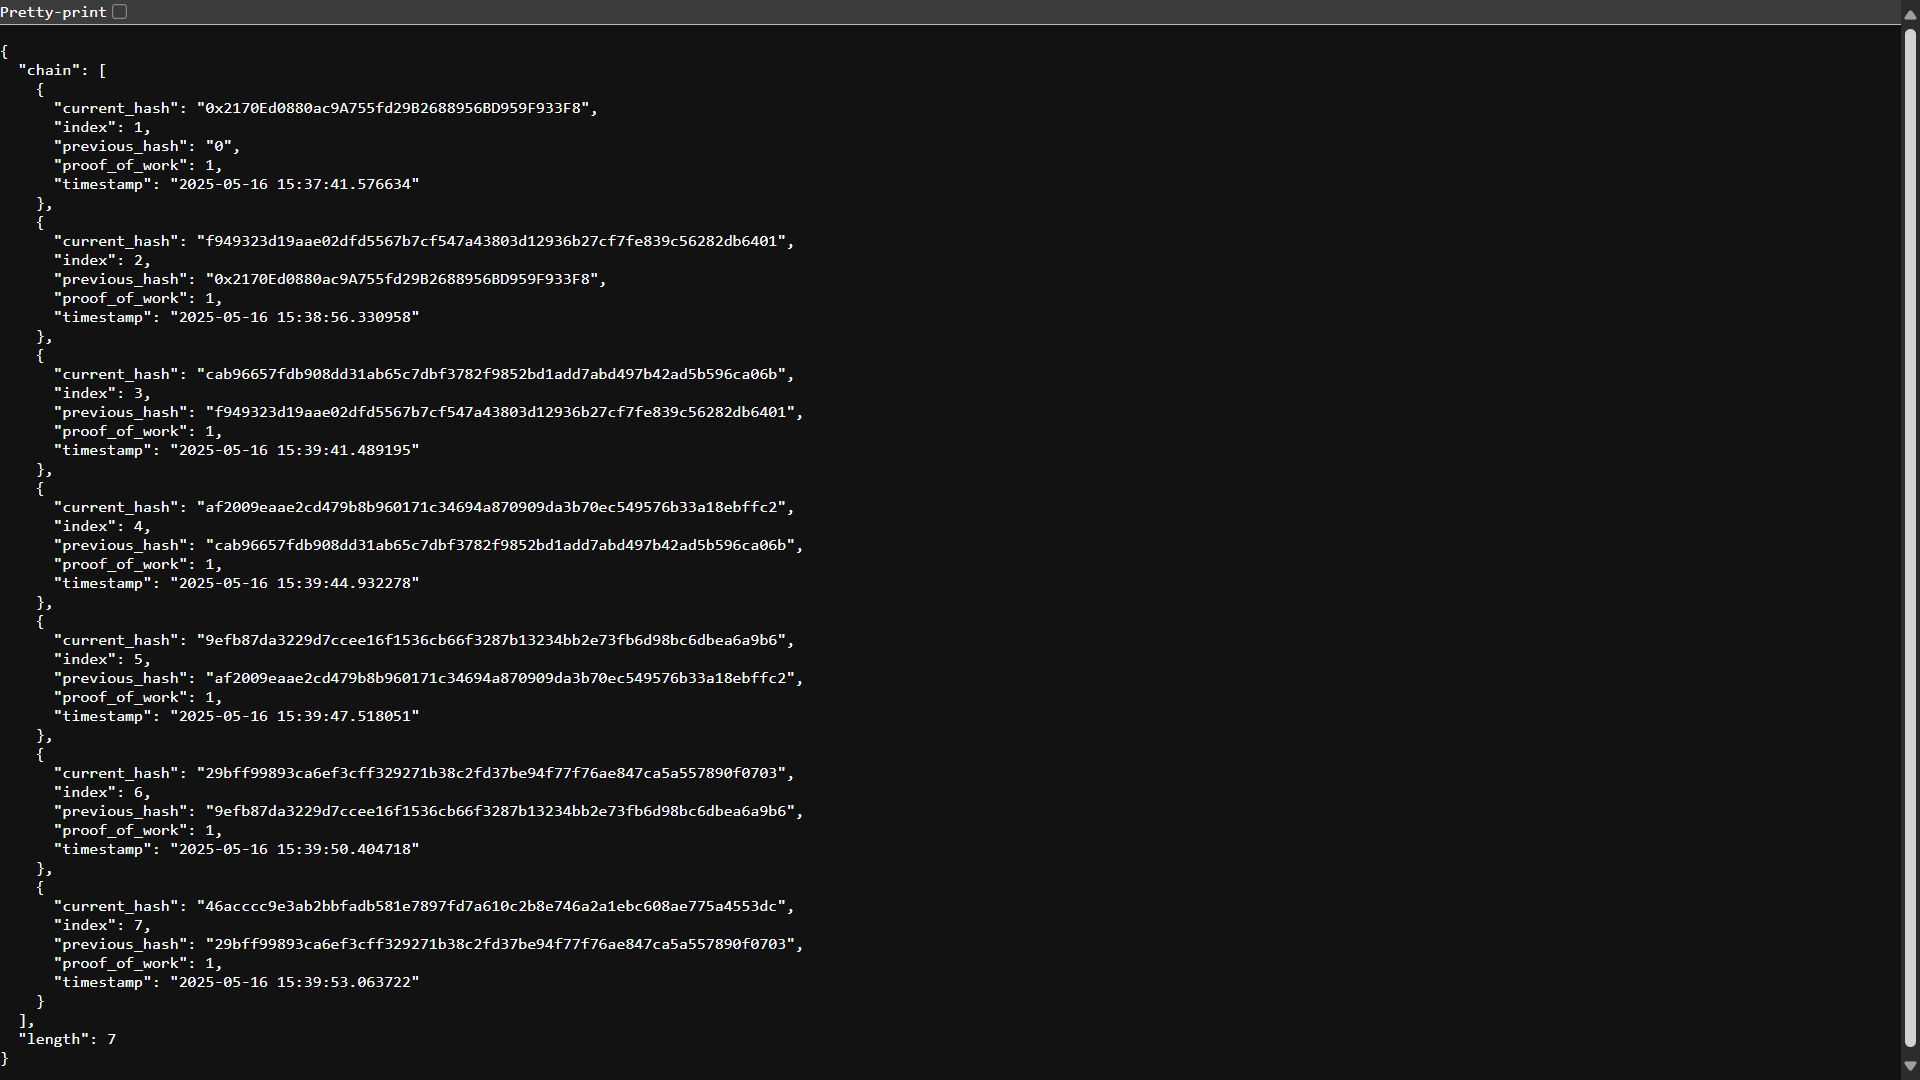 Pretty-print
{
  "chain": [
    {
      "current_hash": "0x2170Ed0880ac9A755fd29B2688956BD959F933F8",
      "index": 1,
      "previous_hash": "0",
      "proof_of_work": 1,
      "timestamp": "2025-05-16 15:37:41.576634"
    },
    {
      "current_hash": "f949323d19aae02dfd5567b7cf547a43803d12936b27cf7fe839c56282db6401",
      "index": 2,
      "previous_hash": "0x2170Ed0880ac9A755fd29B2688956BD959F933F8",
      "proof_of_work": 1,
      "timestamp": "2025-05-16 15:38:56.330958"
    },
    {
      "current_hash": "cab96657fdb908dd31ab65c7dbf3782f9852bd1add7abd497b42ad5b596ca06b",
      "index": 3,
      "previous_hash": "f949323d19aae02dfd5567b7cf547a43803d12936b27cf7fe839c56282db6401",
      "proof_of_work": 1,
      "timestamp": "2025-05-16 15:39:41.489195"
    },
    {
      "current_hash": "af2009eaae2cd479b8b960171c34694a870909da3b70ec549576b33a18ebffc2",
      "index": 4,
      "previous_hash": "cab96657fdb908dd31ab65c7dbf3782f9852bd1add7abd497b42ad5b596ca06b",
      "proof_of_work": 1,
      "timestamp": "2025-05-16 15:39:44.932278"
    },
    {
      "current_hash": "9efb87da3229d7ccee16f1536cb66f3287b13234bb2e73fb6d98bc6dbea6a9b6",
      "index": 5,
      "previous_hash": "af2009eaae2cd479b8b960171c34694a870909da3b70ec549576b33a18ebffc2",
      "proof_of_work": 1,
      "timestamp": "2025-05-16 15:39:47.518051"
    },
    {
      "current_hash": "29bff99893ca6ef3cff329271b38c2fd37be94f77f76ae847ca5a557890f0703",
      "index": 6,
      "previous_hash": "9efb87da3229d7ccee16f1536cb66f3287b13234bb2e73fb6d98bc6dbea6a9b6",
      "proof_of_work": 1,
      "timestamp": "2025-05-16 15:39:50.404718"
    },
    {
      "current_hash": "46acccc9e3ab2bbfadb581e7897fd7a610c2b8e746a2a1ebc608ae775a4553dc",
      "index": 7,
      "previous_hash": "29bff99893ca6ef3cff329271b38c2fd37be94f77f76ae847ca5a557890f0703",
      "proof_of_work": 1,
      "timestamp": "2025-05-16 15:39:53.063722"
    }
  ],
  "length": 7
}